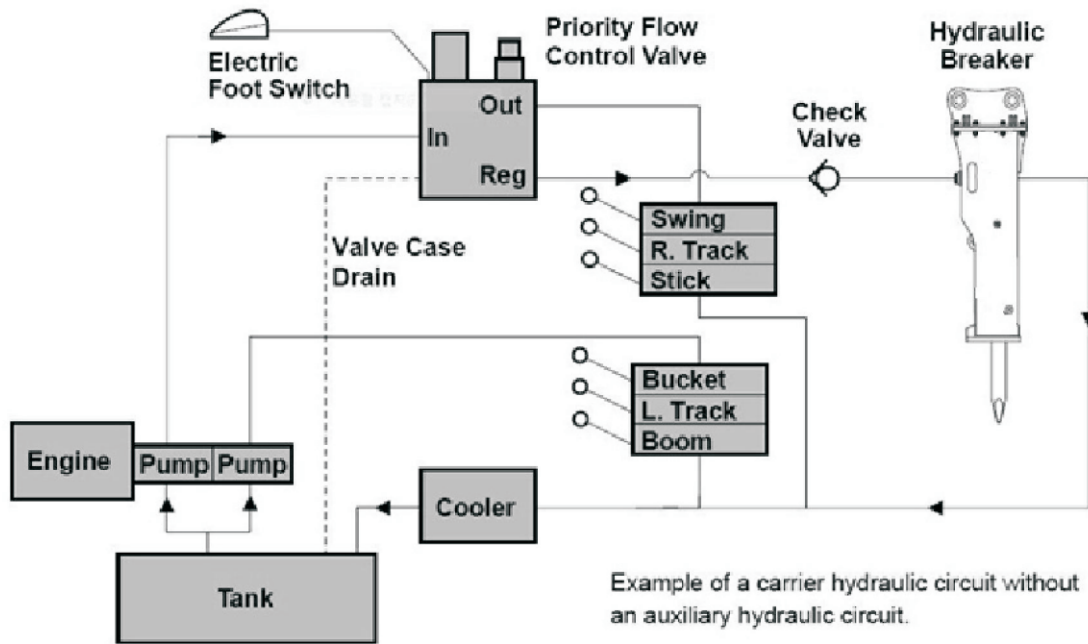 Priority Flow
Control Valve
Hydraulic
Breaker
Electric
Foot Switch
Out
In
Reg
Check
Valve
Swing
R. Track
Stick
Valve Case
Drain
Bucket
L. Track
Boom
Engine
Pump
Pump
Cooler
Tank
Example of a carrier hydraulic circuit without
an auxiliary hydraulic circuit.